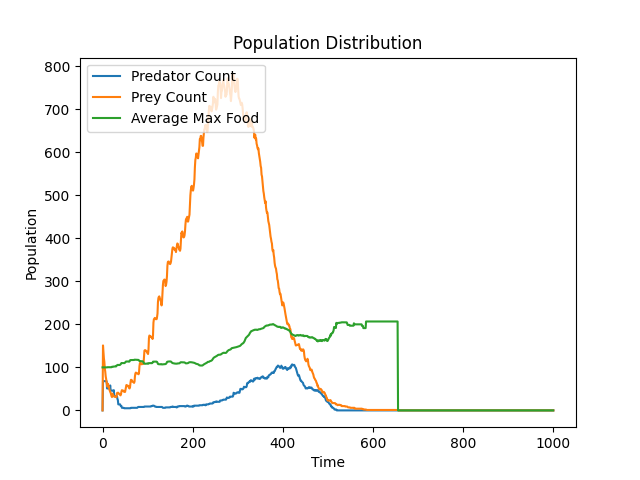 Population Distribution
Predator Count
Prey Count
Average Max Food
800
700
600
500
400
300
200
100
0
Population
0 200 400 600 800 1000
Time